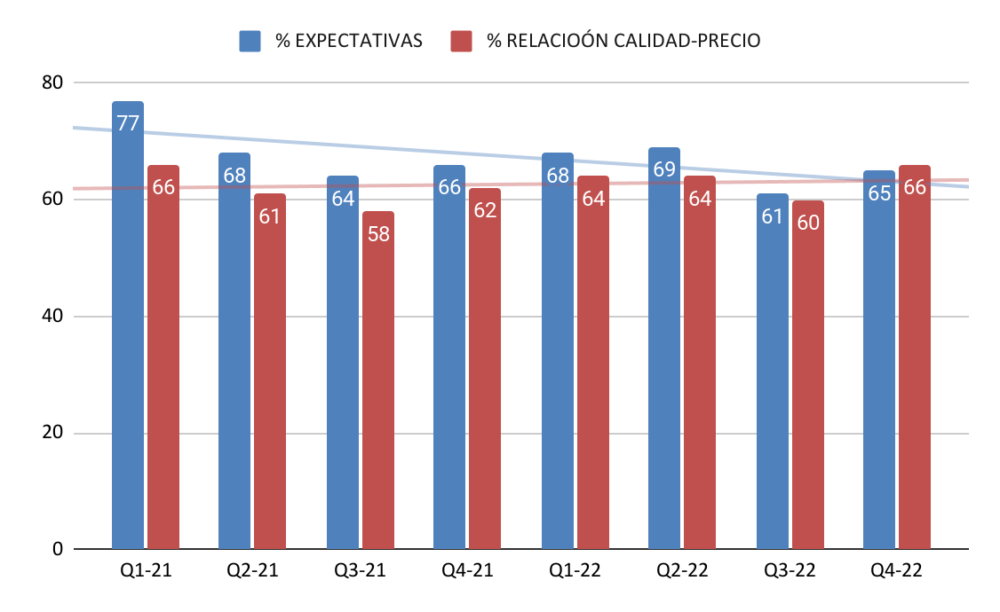 % EXPECTATIVAS % RELACIOÓN CALIDAD-PRECIO
80
60
40
20
0
77 66 68 61 64 58 66 62 68 64 69 64 61 60 65 66
Q1-21 Q2-21 Q3-21 Q4-21 Q1-22 Q2-22 Q3-22 Q4-22